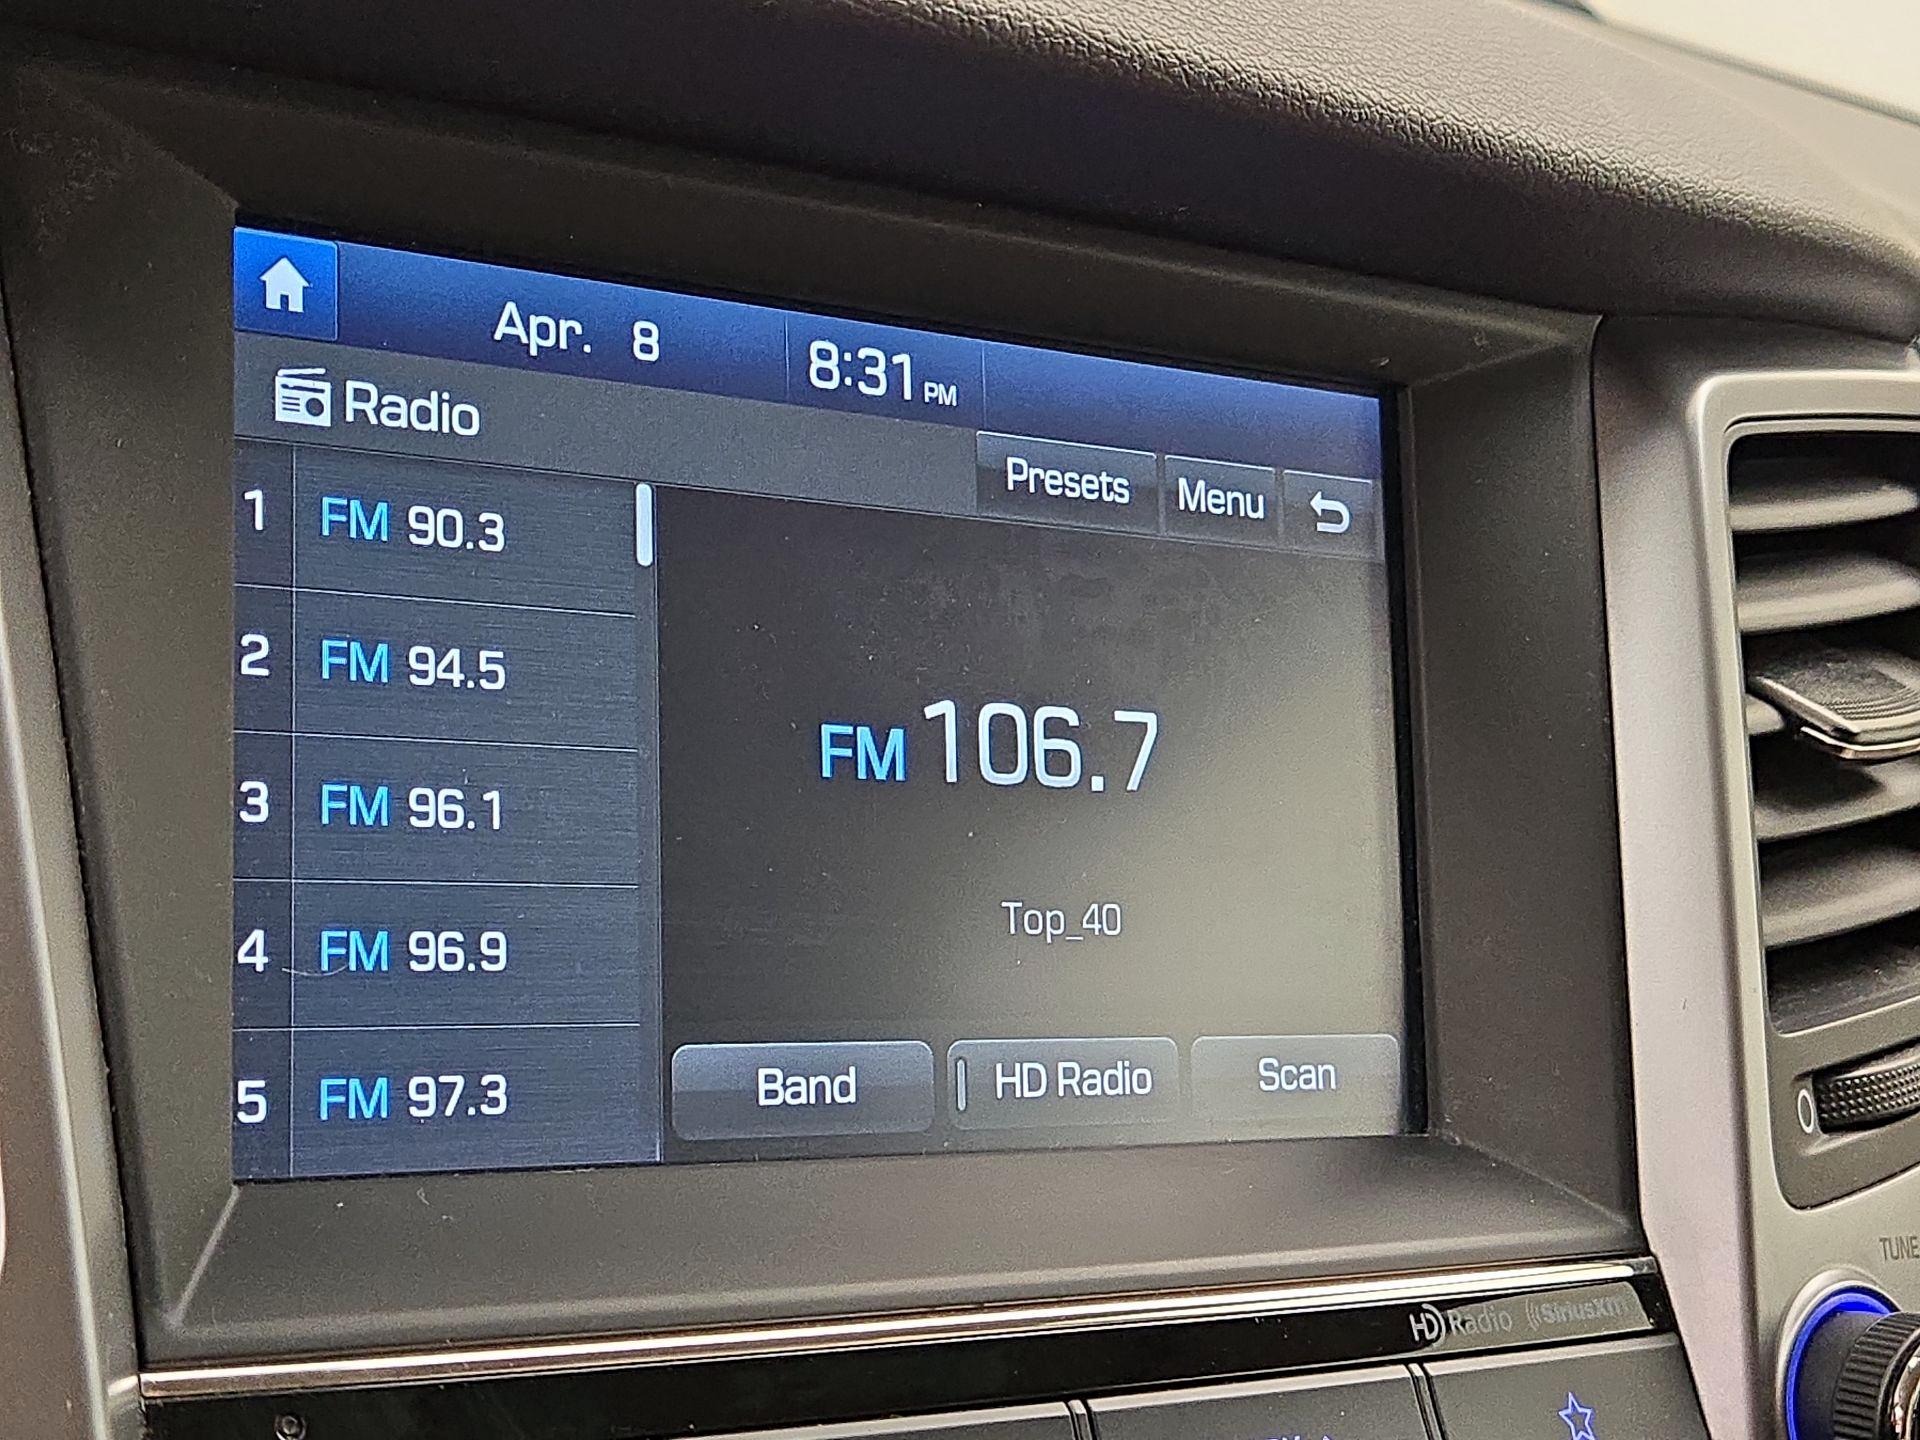 Apr. 8
8:31 PM
Radio
Presets
Menu
1 FM 90.3
2 FM 94.5
3 FM 96.1
4 FM 96.9
5 FM 97.3
FM 106.7
Top_40
Band
HD Radio
Scan
0
TUNE
HD Radio
SiriusXM